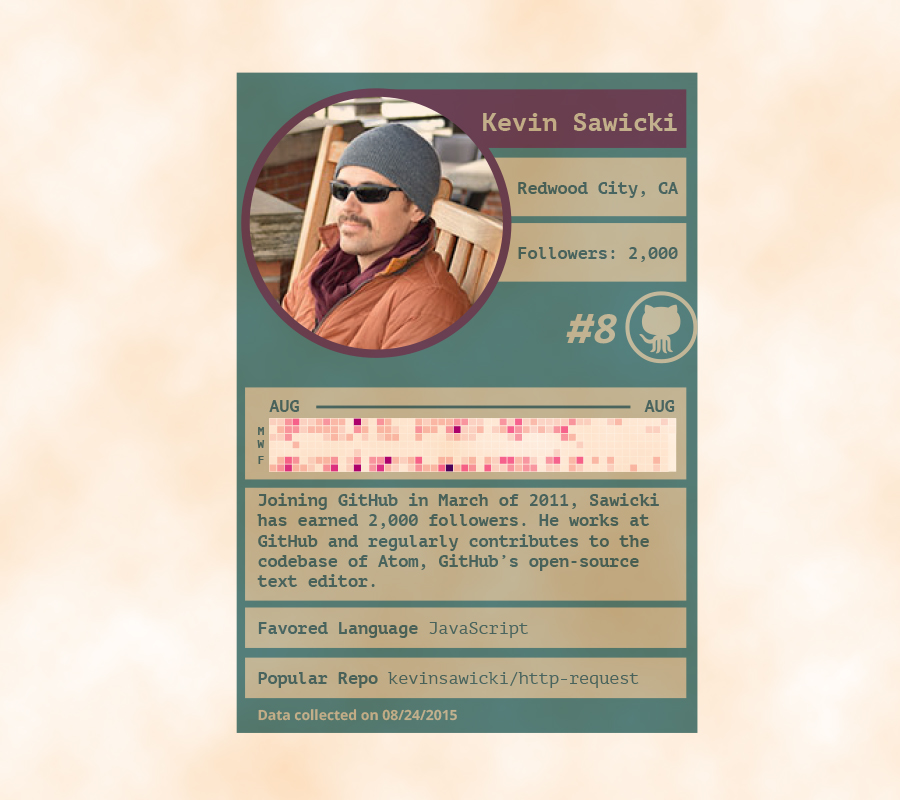 Kevin Sawicki
Redwood City, CA
Followers: 2,000
#8
AUG AUG
M
W
F
Joining GitHub in March of 2011, Sawicki
has earned 2,000 followers. He works at
GitHub and regularly contributes to the
codebase of Atom, GitHub’s open-source
text editor.
Favored Language JavaScript
Popular Repo kevinsawicki/http-request
Data collected on 08/24/2015